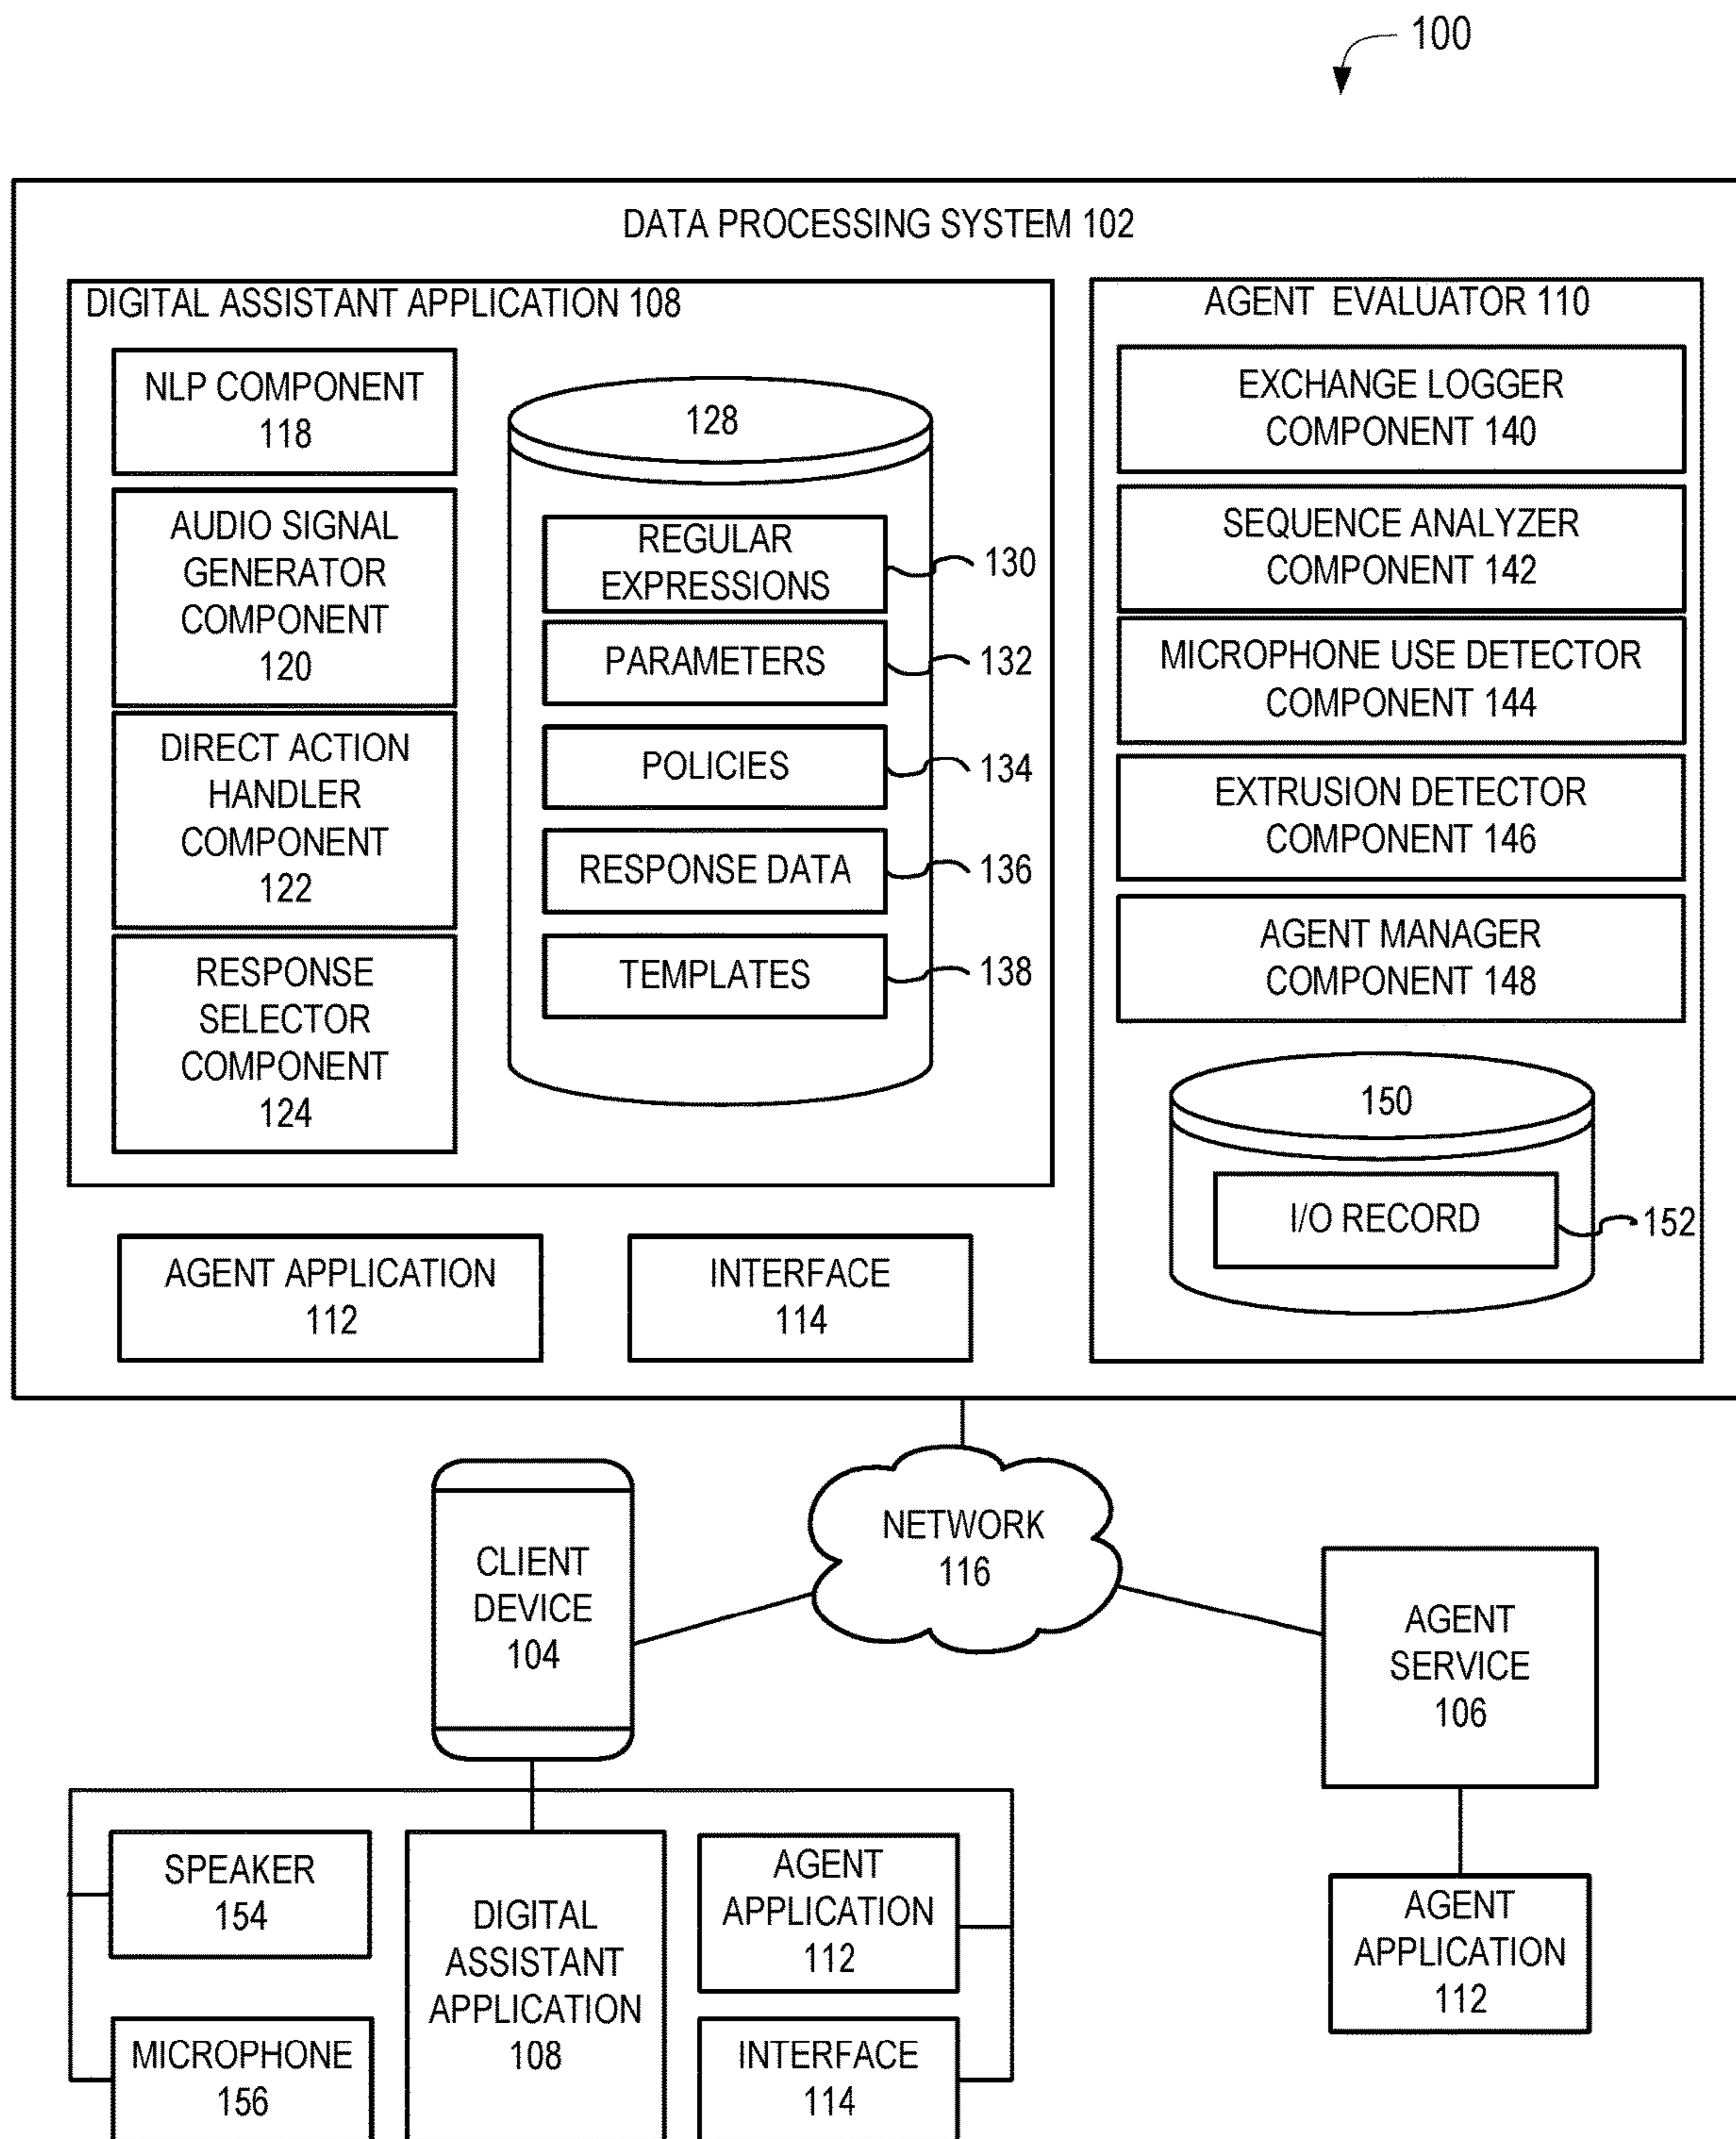 100
DATA PROCESSING SYSTEM 102
DIGITAL ASSISTANT APPLICATION 108
NLP COMPONENT
118
AUDIO SIGNAL
GENERATOR
COMPONENT
120
DIRECT ACTION
HANDLER
COMPONENT
122
RESPONSE
SELECTOR
COMPONENT
124
128
REGULAR
EXPRESSIONS
130
PARAMETERS
132
POLICIES
134
RESPONSE DATA
136
TEMPLATES
138
AGENT EVALUATOR 110
EXCHANGE LOGGER
COMPONENT 140
SEQUENCE ANALYZER
COMPONENT 142
MICROPHONE USE DETECTOR
COMPONENT 144
EXTRUSION DETECTOR
COMPONENT 146
AGENT MANAGER
COMPONENT 148
150
I/O RECORD
152
AGENT APPLICATION
112
INTERFACE
114
NETWORK
116
CLIENT
DEVICE
104
AGENT
SERVICE
106
SPEAKER
154
MICROPHONE
156
DIGITAL
ASSISTANT
APPLICATION
108
AGENT
APPLICATION
112
INTERFACE
114
AGENT
APPLICATION
112